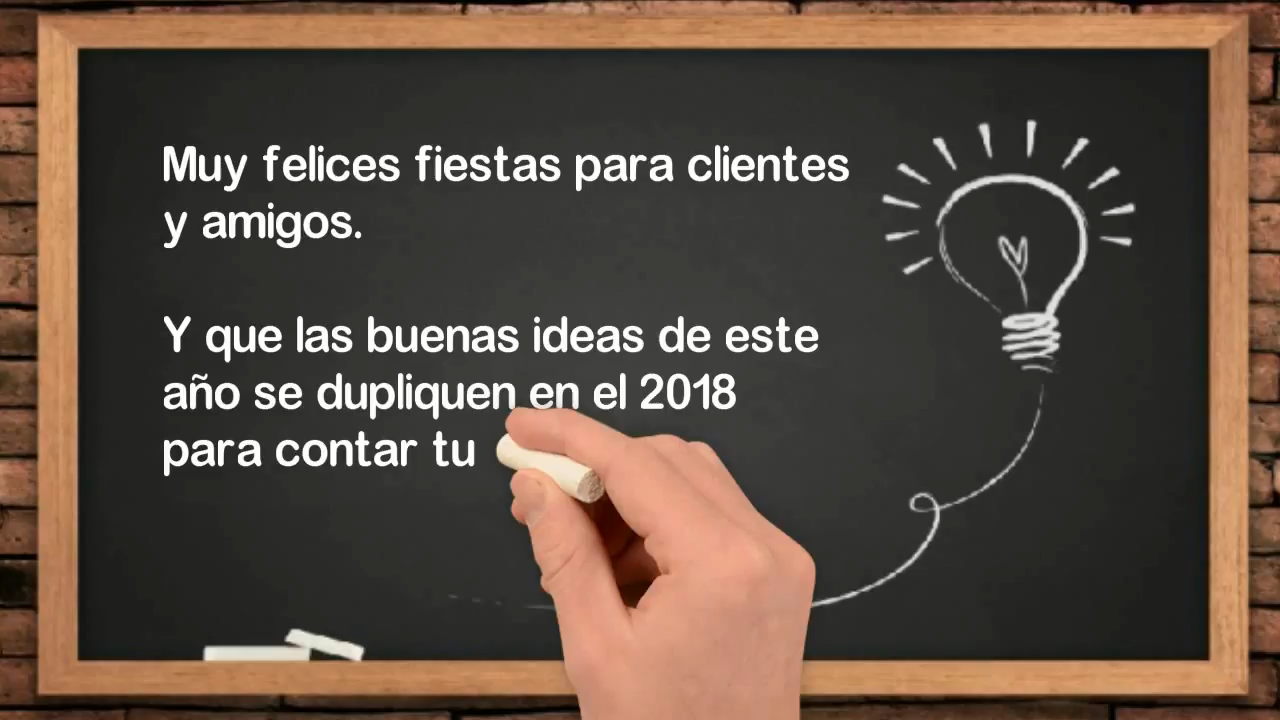 Muy felices fiestas para clientes
y amigos.
Y que las buenas ideas de este
año se dupliquen en el 2018
para contar tu